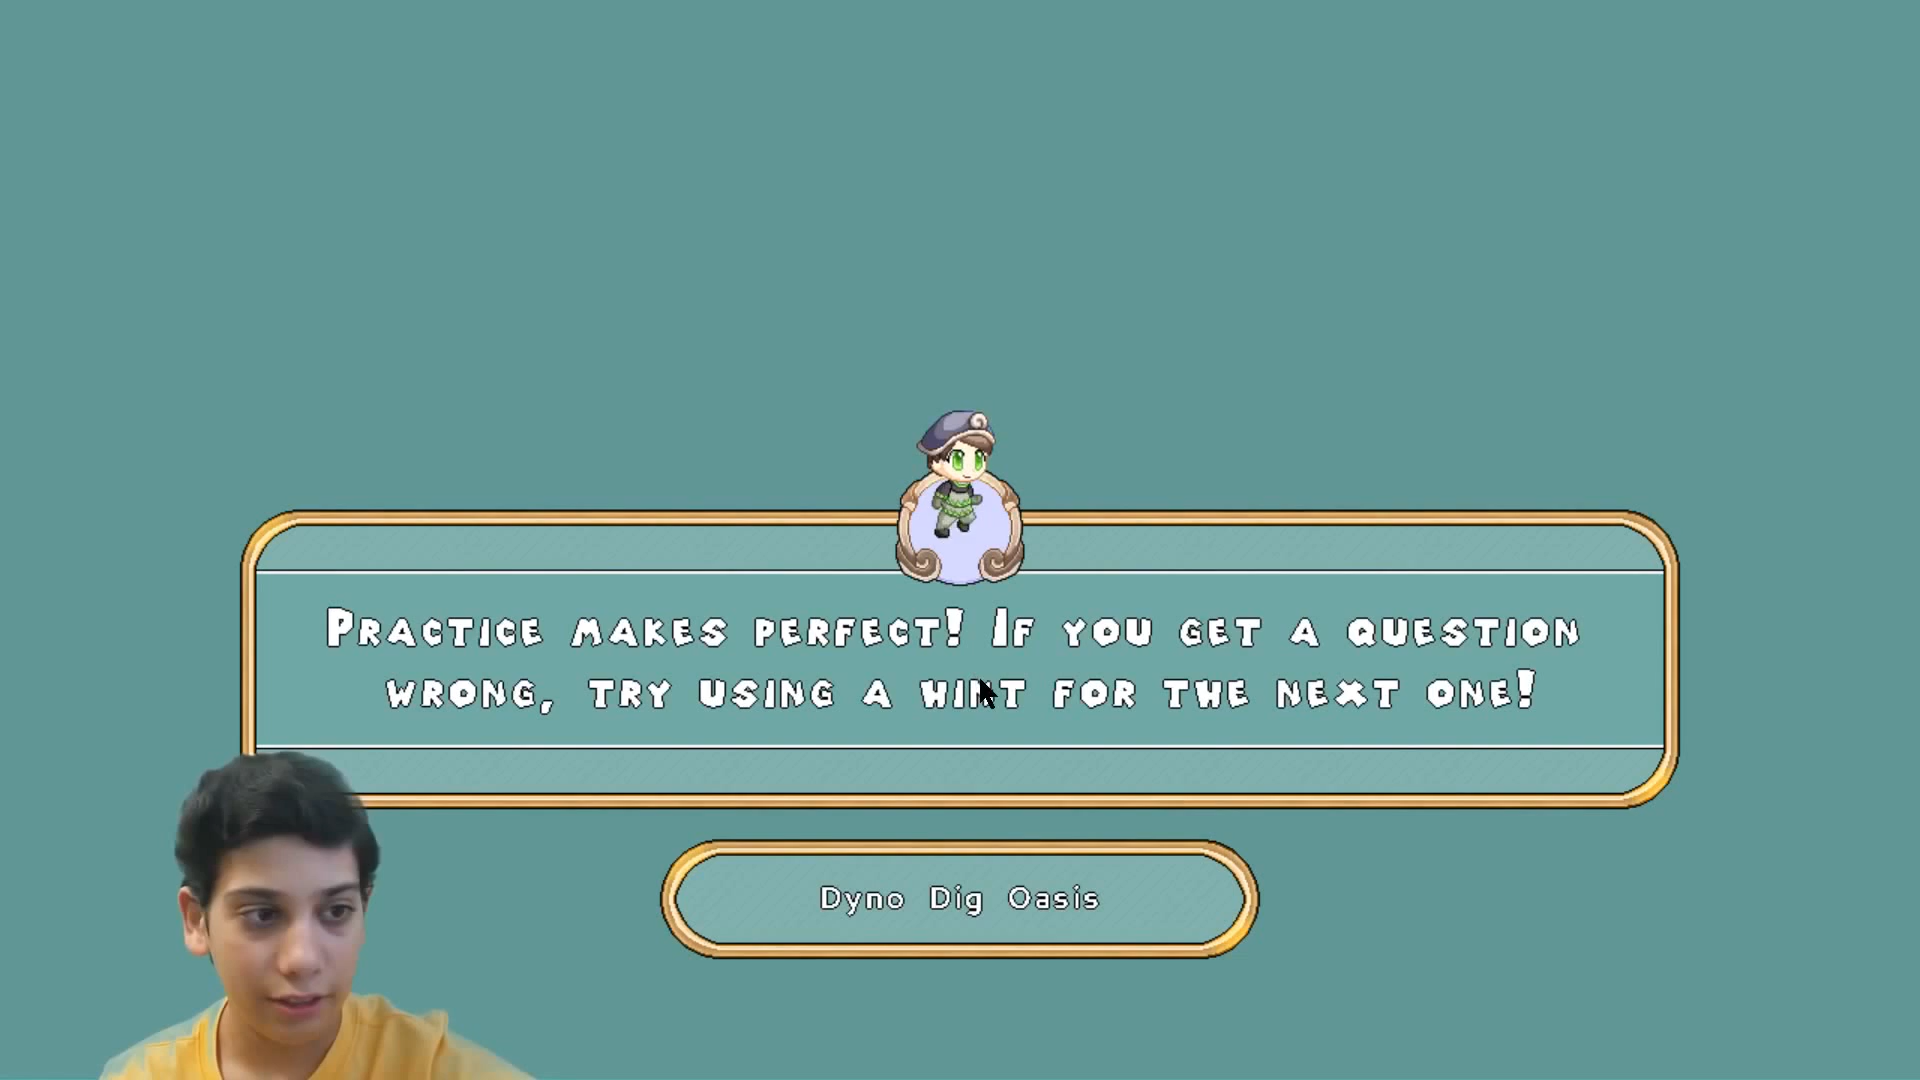 Practice makes perfect! If you get a question
wrong, try using a hint for the next one!
Dyno Dig Oasis